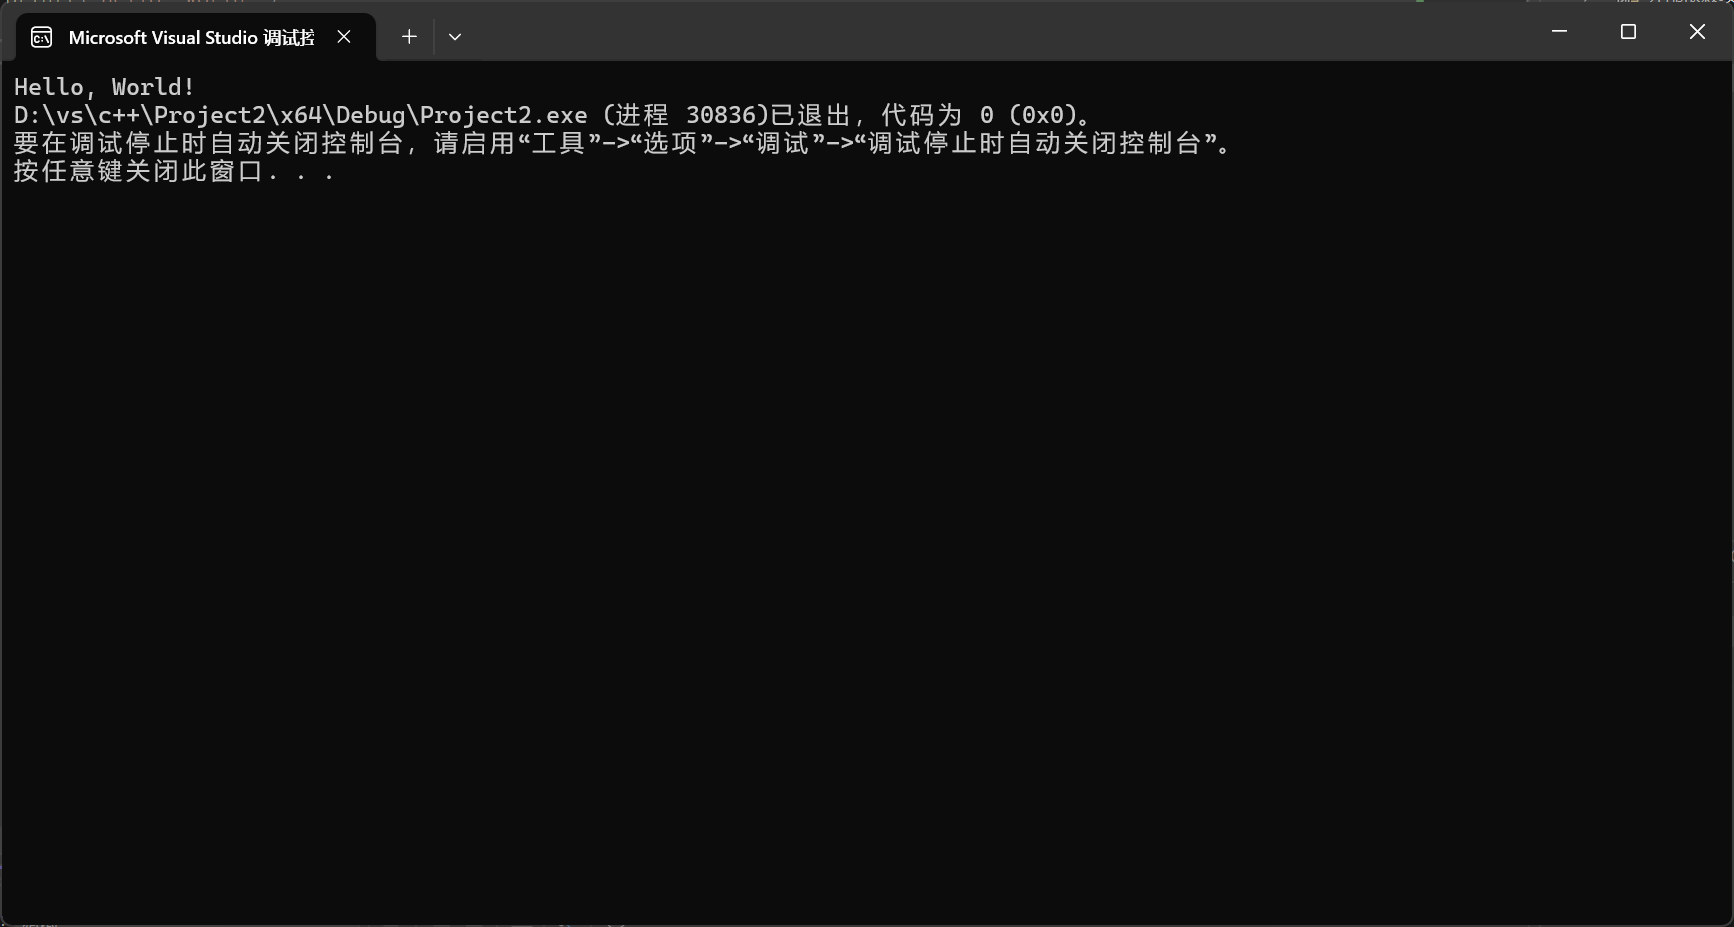 Microsoft Visual Studio 调试控
Hello, World!
D:\vs\c++\Project2\x64\Debug\Project2.exe (进程 30836)已退出，代码为 0 (0x0)。
要在调试停止时自动关闭控制台，请启用“工具”->“选项”->“调试”->“调试停止时自动关闭控制台”。
按任意键关闭此窗口. . .